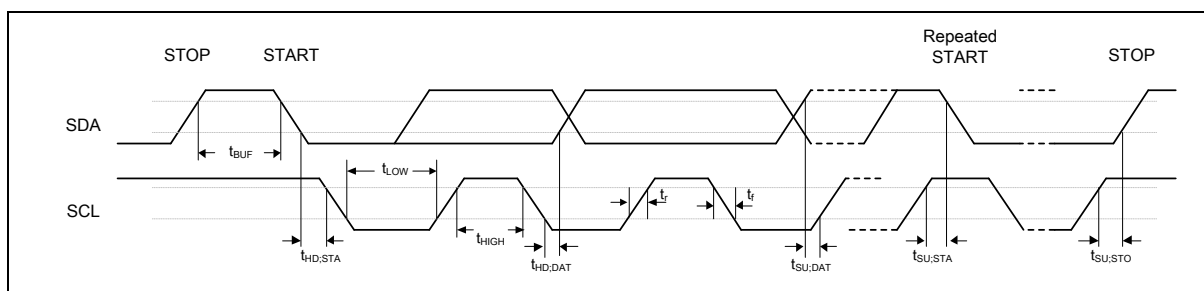 STOP
START
Repeated
START
STOP
SDA
tBUF
tLOW
SCL
tHIGH
tr
tf
tHD;STA
tHD;DAT
tSU;DAT
tSU;STA
tSU;STO